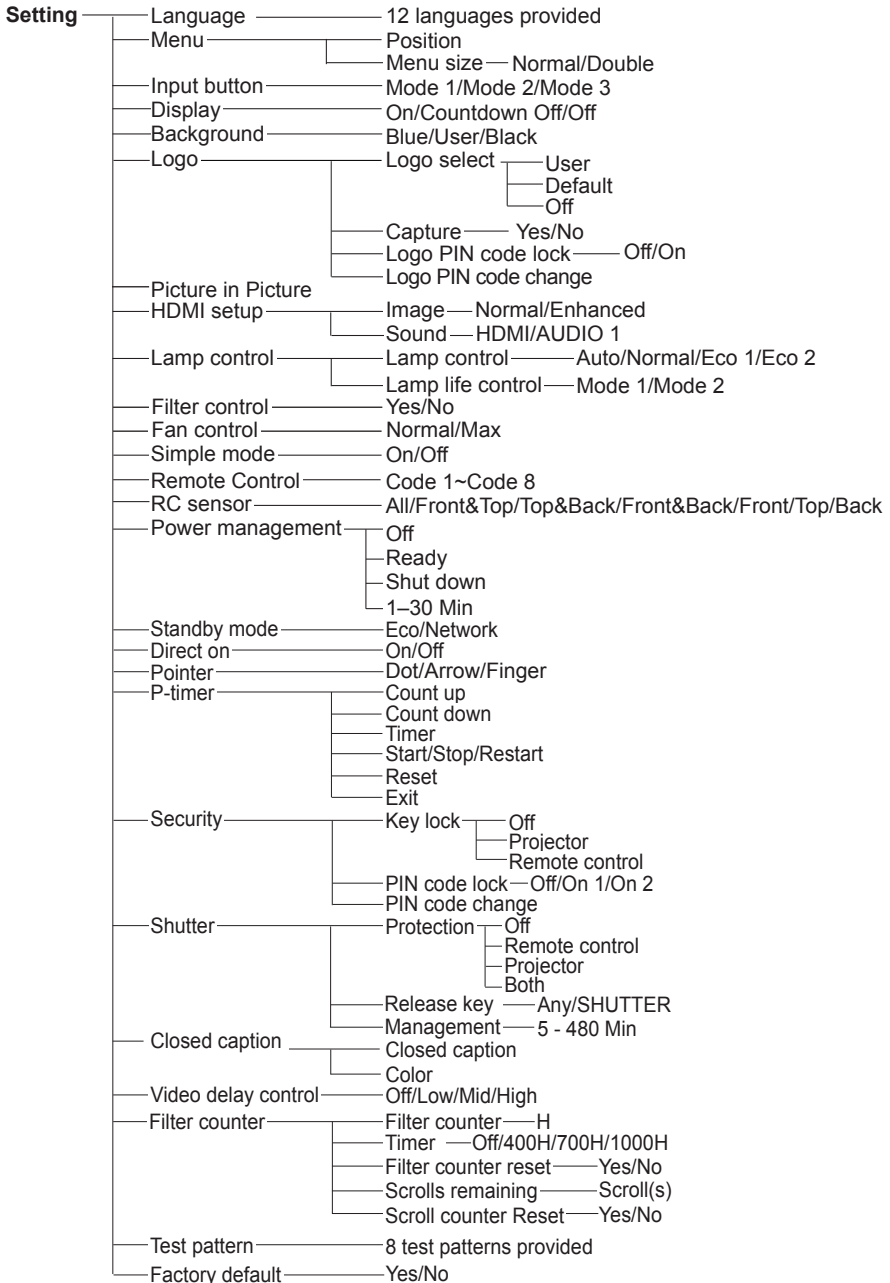 Setting Language 12 languages provided
Menu Position
Menu size Normal/Double
Input button Mode 1/Mode 2/Mode 3
Display On/Countdown Off/Off
Background Blue/User/Black
Logo Logo select User
Default
Off
Capture Yes/No
Logo PIN code lock Off/On
Logo PIN code change
Picture in Picture
HDMI setup Image Normal/Enhanced
Sound HDMI/AUDIO 1
Lamp control Lamp control Auto/Normal/Eco 1/Eco 2
Lamp life control Mode 1/Mode 2
Filter control Yes/No
Fan control Normal/Max
Simple mode On/Off
Remote Control Code 1~Code 8
RC sensor All/Front&Top/Top&Back/Front&Back/Front/Top/Back
Power management Off
Ready
Shut down
1–30 Min
Standby mode Eco/Network
Direct on On/Off
Pointer Dot/Arrow/Finger
P-timer Count up
Count down
Timer
Start/Stop/Restart
Reset
Exit
Security Key lock Off
Projector
Remote control
PIN code lock Off/On 1/On 2
PIN code change
Shutter Protection Off
Remote control
Projector
Both
Release key Any/SHUTTER
Management 5 - 480 Min
Closed caption Closed caption
Color
Video delay control Off/Low/Mid/High
Filter counter Filter counter H
Timer Off/400H/700H/1000H
Filter counter reset Yes/No
Scrolls remaining Scroll(s)
Scroll counter Reset Yes/No
Test pattern 8 test patterns provided
Factory default Yes/No